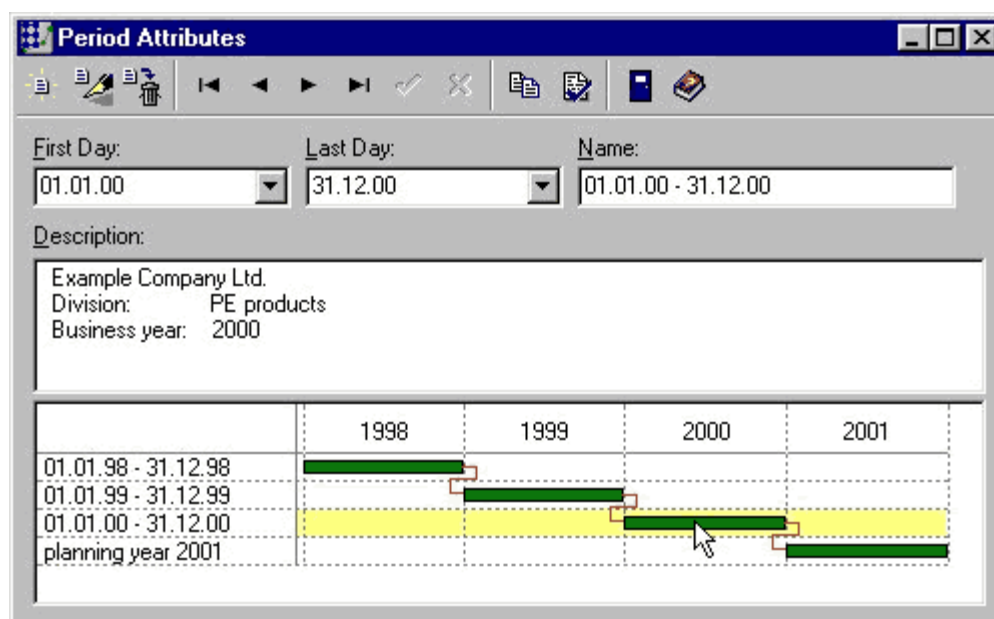 Period Attributes
First Day: Last Day: Name:
01.01.00 31.12.00 01.01.00 - 31.12.00
Description:
Example Company Ltd.
Division: PE products
Business year: 2000
1998 1999 2000 2001
01.01.98 - 31.12.98
01.01.99 - 31.12.99
01.01.00 - 31.12.00
planning year 2001